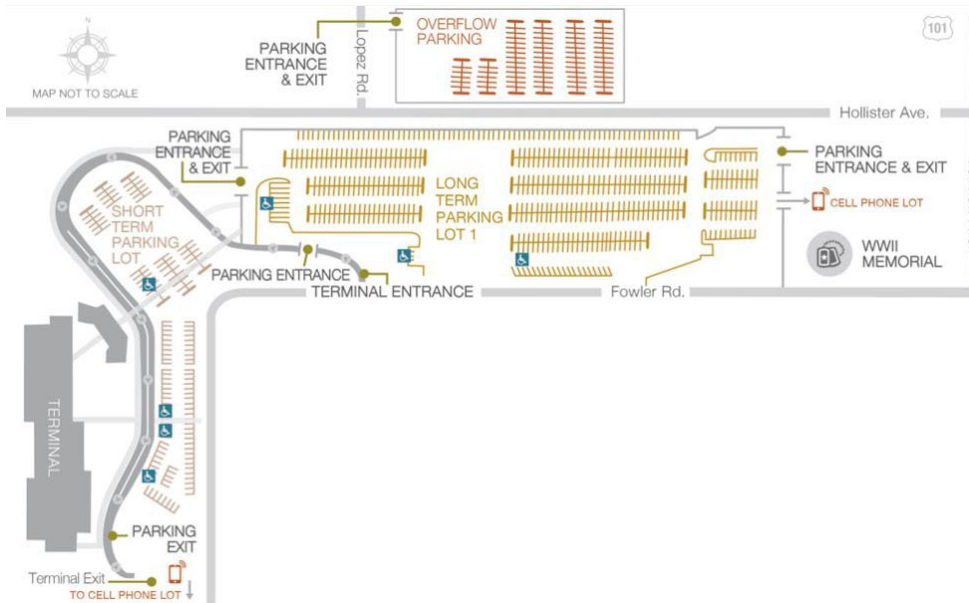 N
MAP NOT TO SCALE
PARKING
ENTRANCE
& EXIT
Lopez Rd.
OVERFLOW
PARKING
101
Hollister Ave.
PARKING
ENTRANCE
& EXIT
PARKING
ENTRANCE & EXIT
CELL PHONE LOT
LONG
TERM
PARKING
LOT 1
SHORT
TERM
PARKING
LOT
WWII
MEMORIAL
PARKING ENTRANCE
TERMINAL ENTRANCE
Fowler Rd.
TERMINAL
PARKING
EXIT
Terminal Exit
TO CELL PHONE LOT